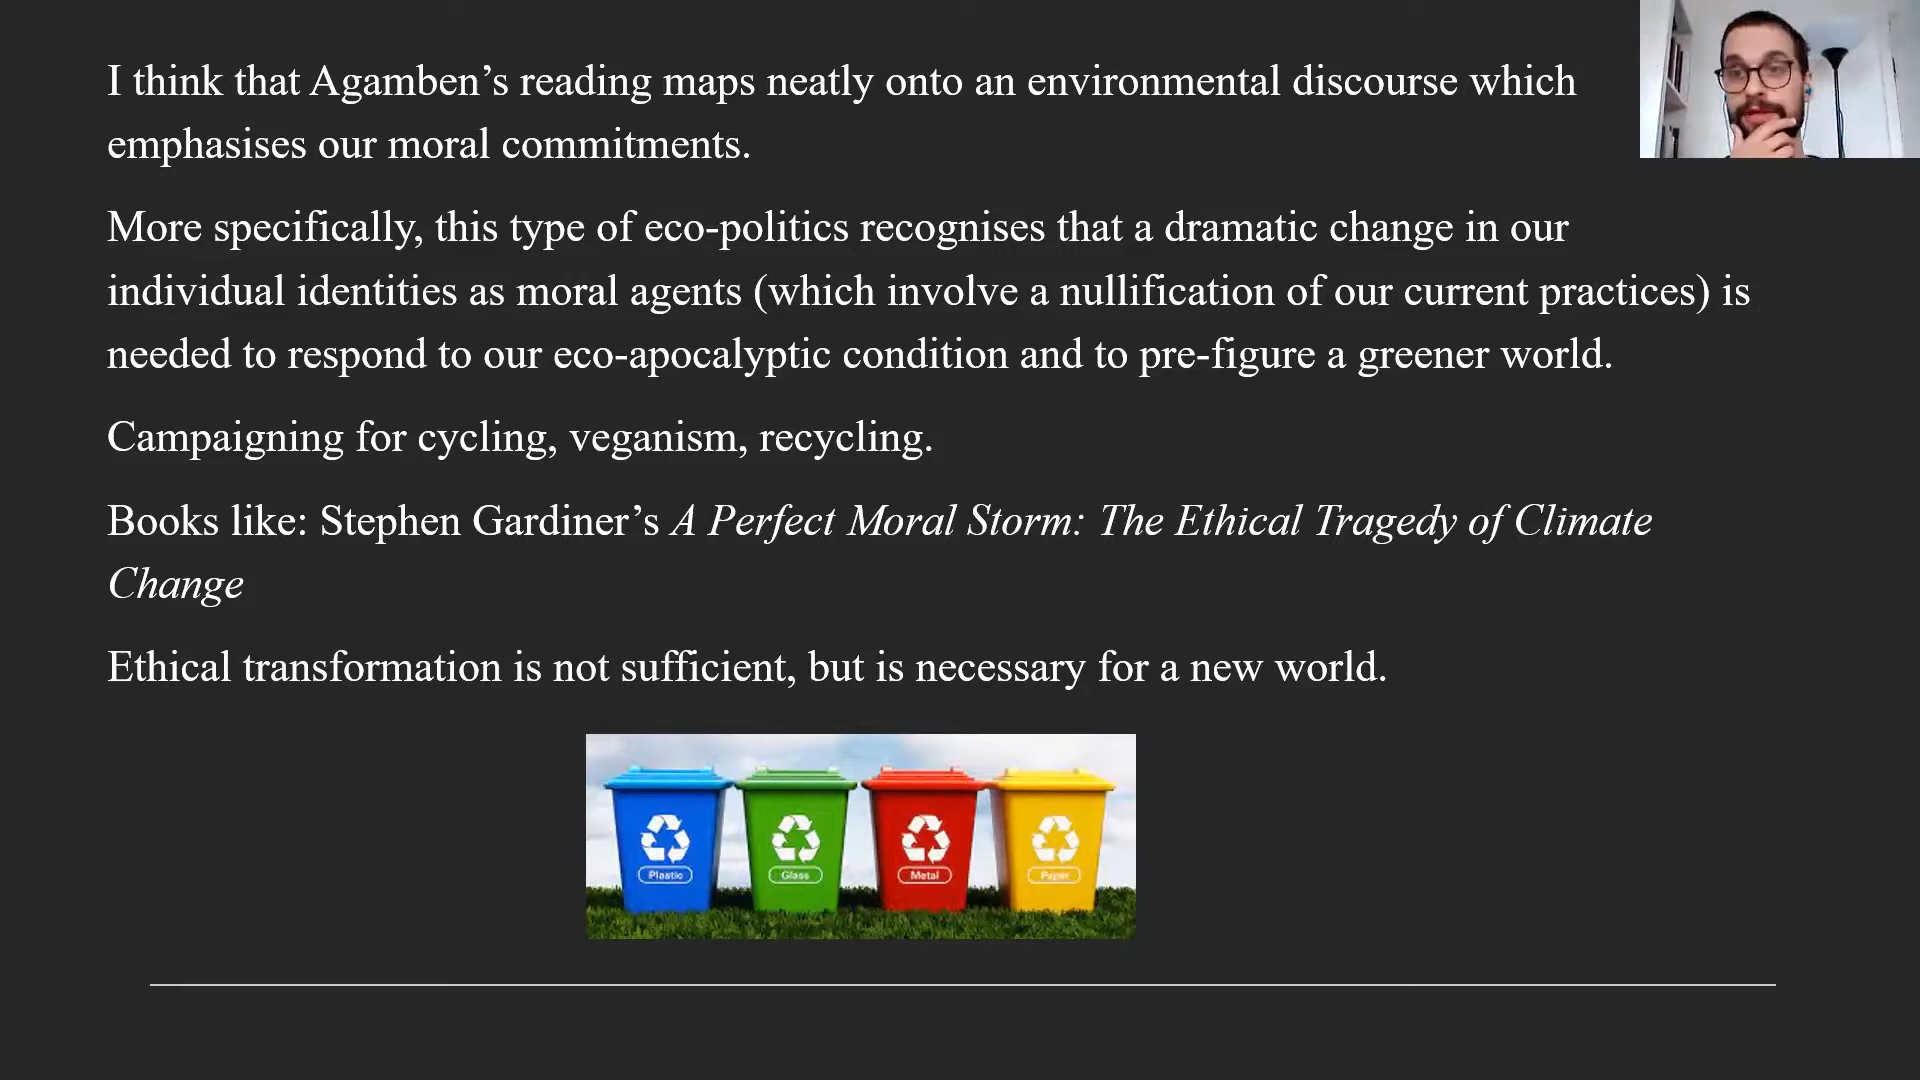 I think that Agamben’s reading maps neatly onto an environmental discourse which
emphasises our moral commitments.
More specifically, this type of eco-politics recognises that a dramatic change in our
individual identities as moral agents (which involve a nullification of our current practices) is
needed to respond to our eco-apocalyptic condition and to pre-figure a greener world.
Campaigning for cycling, veganism, recycling.
Books like: Stephen Gardiner’s A Perfect Moral Storm: The Ethical Tragedy of Climate
Change
Ethical transformation is not sufficient, but is necessary for a new world.
Plastic
Glass
Metal
Paper